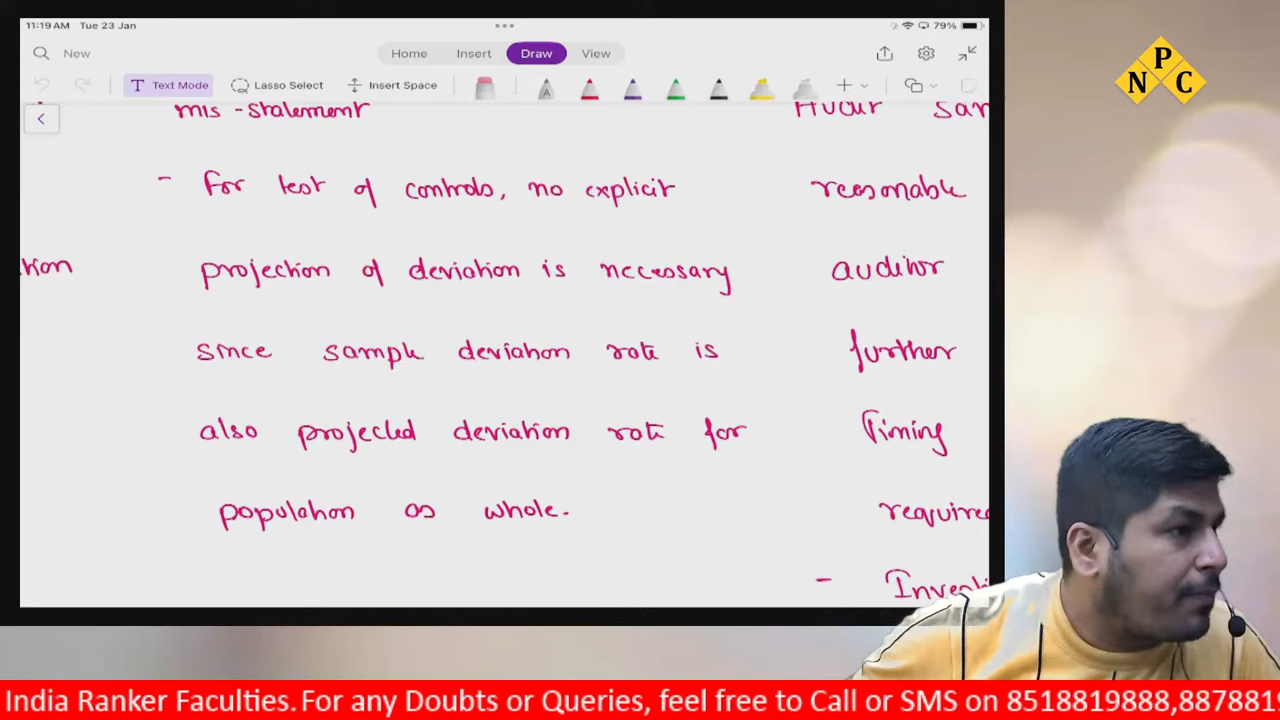 11:19 AM Tue 23 Jan
79%
New
Home Insert Draw View
Text Mode
Lasso Select
Insert Space
N P C
mis-statement
- For test of controls, no explicit
projection of deviation is necessary
since sample deviation rate is
also projected deviation rate for
population as whole.
reasonable
auditor
further
Timing
India Ranker Faculties. For any Doubts or Queries, feel free to Call or SMS on 8518819888,887881